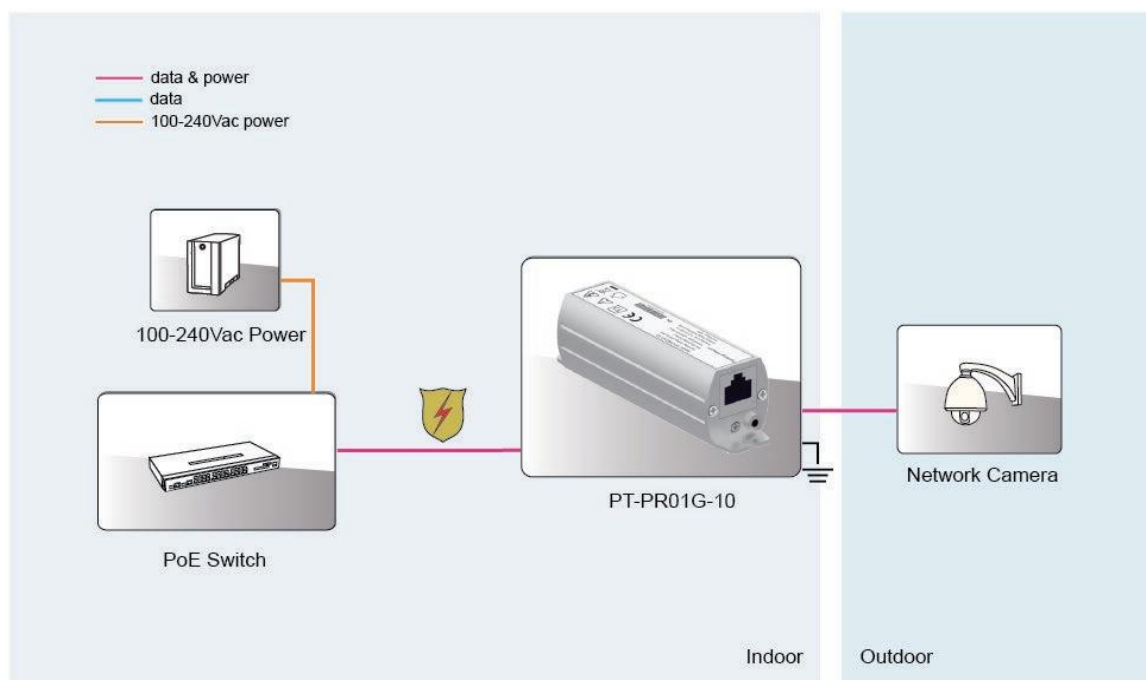 data & power
data
100-240Vac power
100-240Vac Power
PT-PR01G-10
PoE Switch
Network Camera
Indoor
Outdoor